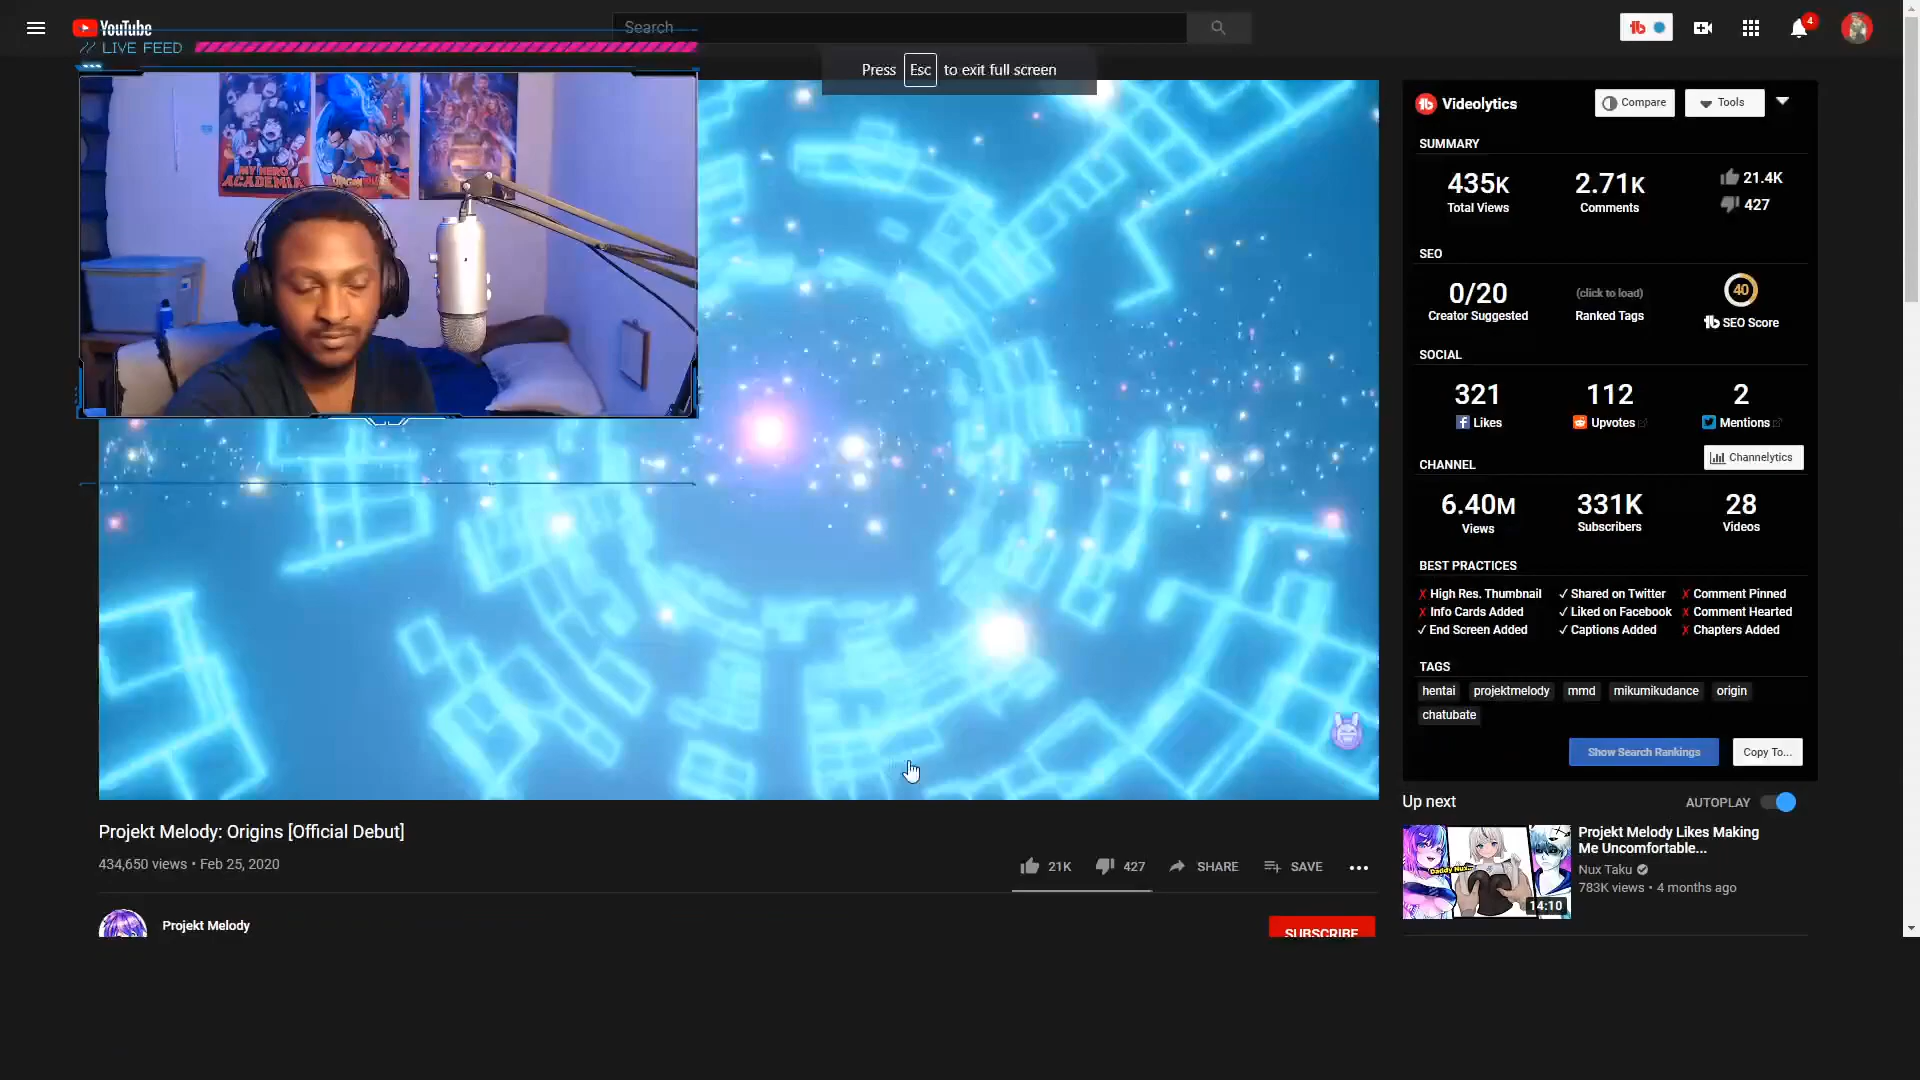 YouTube
Search
LIVE FEED
Press Esc to exit full screen
4
MY HERO
ACADEMIA
Videolytics
Compare
Tools
SUMMARY
435K
Total Views
2.71K
Comments
21.4K
427
SEO
0/20
Creator Suggested
(click to load)
Ranked Tags
40
SEO Score
SOCIAL
321
Likes
112
Upvotes
2
Mentions
CHANNEL
Channelytics
6.40M
Views
331K
Subscribers
28
Videos
BEST PRACTICES
✗ High Res. Thumbnail ✓ Shared on Twitter ✗ Comment Pinned
✗ Info Cards Added ✓ Liked on Facebook ✗ Comment Hearted
✓ End Screen Added ✓ Captions Added ✗ Chapters Added
TAGS
hentai projektmelody mmd mikumikudance origin
chatubate
Show Search Rankings
Copy To...
Projekt Melody: Origins [Official Debut]
434,650 views • Feb 25, 2020
21K
427
SHARE
SAVE
Projekt Melody
SUBSCRIBE
Up next
AUTOPLAY
Daddy Nux...
14:10
Projekt Melody Likes Making
Me Uncomfortable...
Nux Taku
783K views • 4 months ago